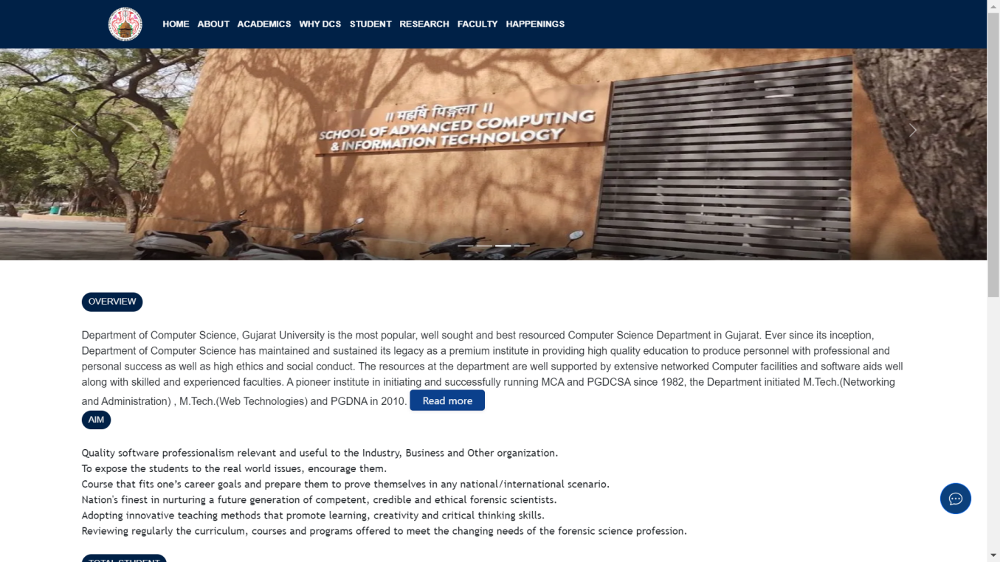 HOME ABOUT ACADEMICS WHY DCS STUDENT RESEARCH FACULTY HAPPENINGS
॥ महर्षि पिङ्गला ॥
SCHOOL OF ADVANCED COMPUTING
& INFORMATION TECHNOLOGY
OVERVIEW
Department of Computer Science, Gujarat University is the most popular, well sought and best resourced Computer Science Department in Gujarat. Ever since its inception,
Department of Computer Science has maintained and sustained its legacy as a premium institute in providing high quality education to produce personnel with professional and
personal success as well as high ethics and social conduct. The resources at the department are well supported by extensive networked Computer facilities and software aids well
along with skilled and experienced faculties. A pioneer institute in initiating and successfully running MCA and PGDCSA since 1982, the Department initiated M.Tech.(Networking
and Administration) , M.Tech.(Web Technologies) and PGDNA in 2010. Read more
AIM
Quality software professionalism relevant and useful to the Industry, Business and Other organization.
To expose the students to the real world issues, encourage them.
Course that fits one’s career goals and prepare them to prove themselves in any national/international scenario.
Nation's finest in nurturing a future generation of competent, credible and ethical forensic scientists.
Adopting innovative teaching methods that promote learning, creativity and critical thinking skills.
Reviewing regularly the curriculum, courses and programs offered to meet the changing needs of the forensic science profession.
TOTAL STUDENT